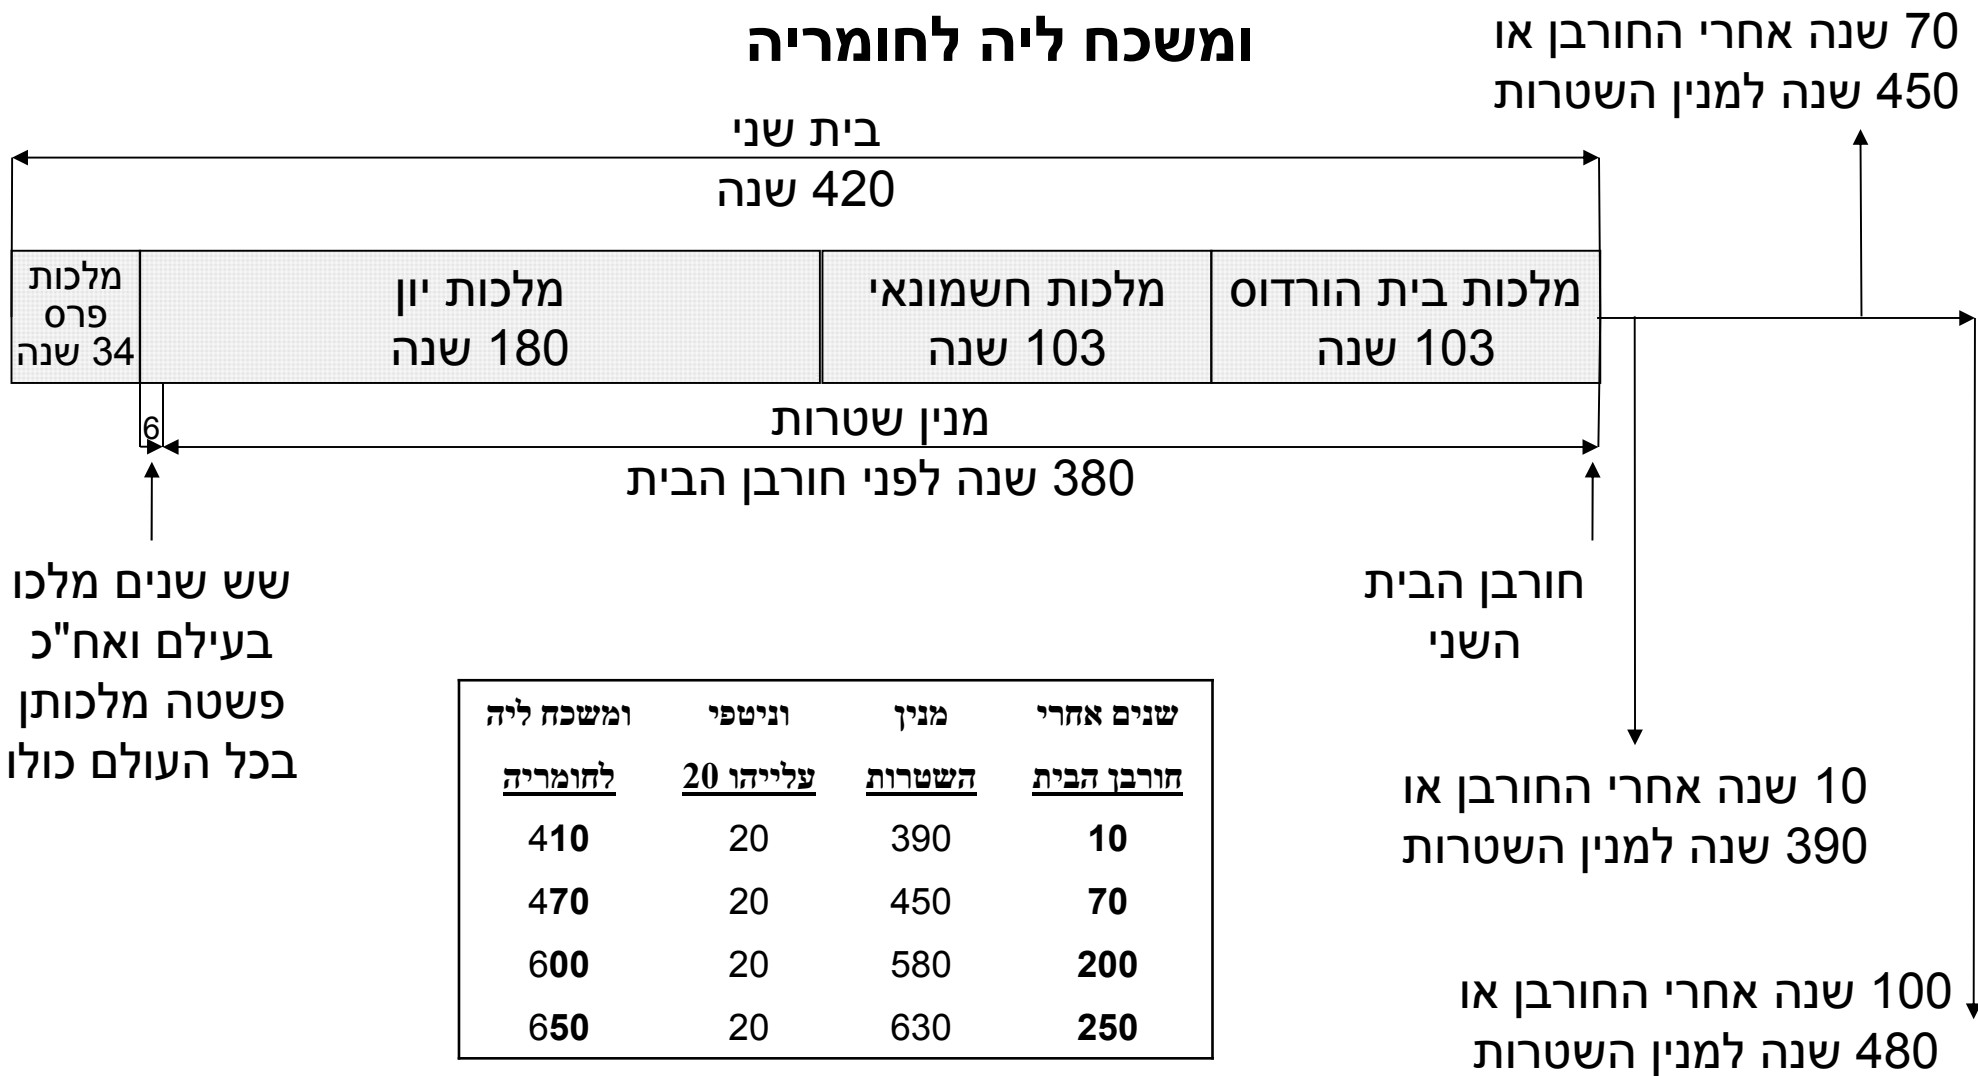 ומשכח ליה לחומריה
70 שנה אחרי החורבן או
450 שנה למנין השטרות
בית שני
420 שנה
מלכות בית הורדוס
103 שנה
מלכות חשמונאי
103 שנה
מלכות יון
180 שנה
מלכות
פרס
34 שנה
6
מנין שטרות
380 שנה לפני חורבן הבית
חורבן הבית
השני
שש שנים מלכו
בעילם ואח"כ
פשטה מלכותן
בכל העולם כולו
10 שנה אחרי החורבן או
390 שנה למנין השטרות
100 שנה אחרי החורבן או
480 שנה למנין השטרות
שנים אחרי מנין וניטפי ומשכח ליה
חורבן הבית השטרות עלייהו 20 לחומריה
10 390 20 410
70 450 20 470
200 580 20 600
250 630 20 650